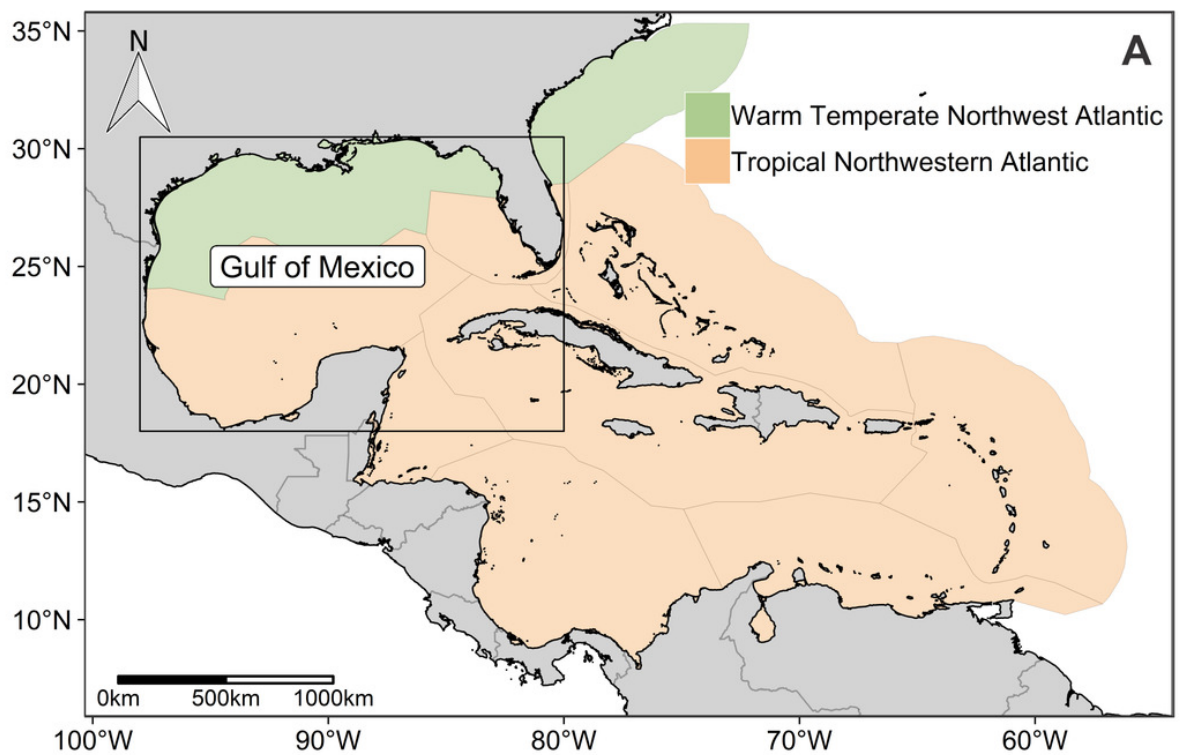 35°N
N
A
Warm Temperate Northwest Atlantic
30°N
Tropical Northwestern Atlantic
25°N
Gulf of Mexico
20°N
15°N
10°N
0km 500km 1000km
100°W 90°W 80°W 70°W 60°W